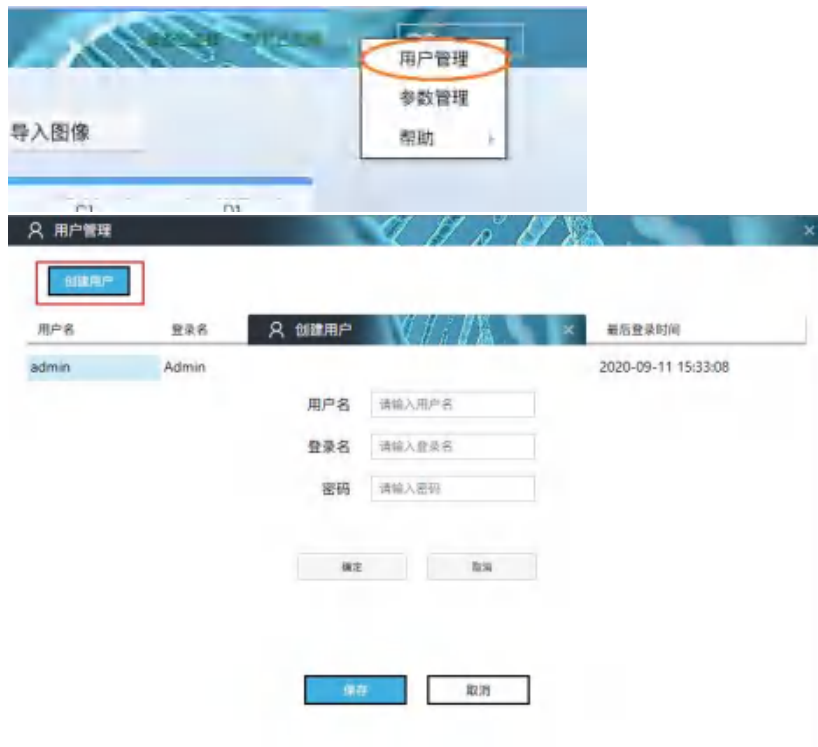 用户管理
参数管理
导入图像
帮助
C1 D1
用户管理
创建用户
用户名 登录名 创建用户 最后登录时间
admin Admin 2020-09-11 15:33:08
用户名 请输入用户名
登录名 请输入登录名
密码 请输入密码
确定 取消
保存 取消